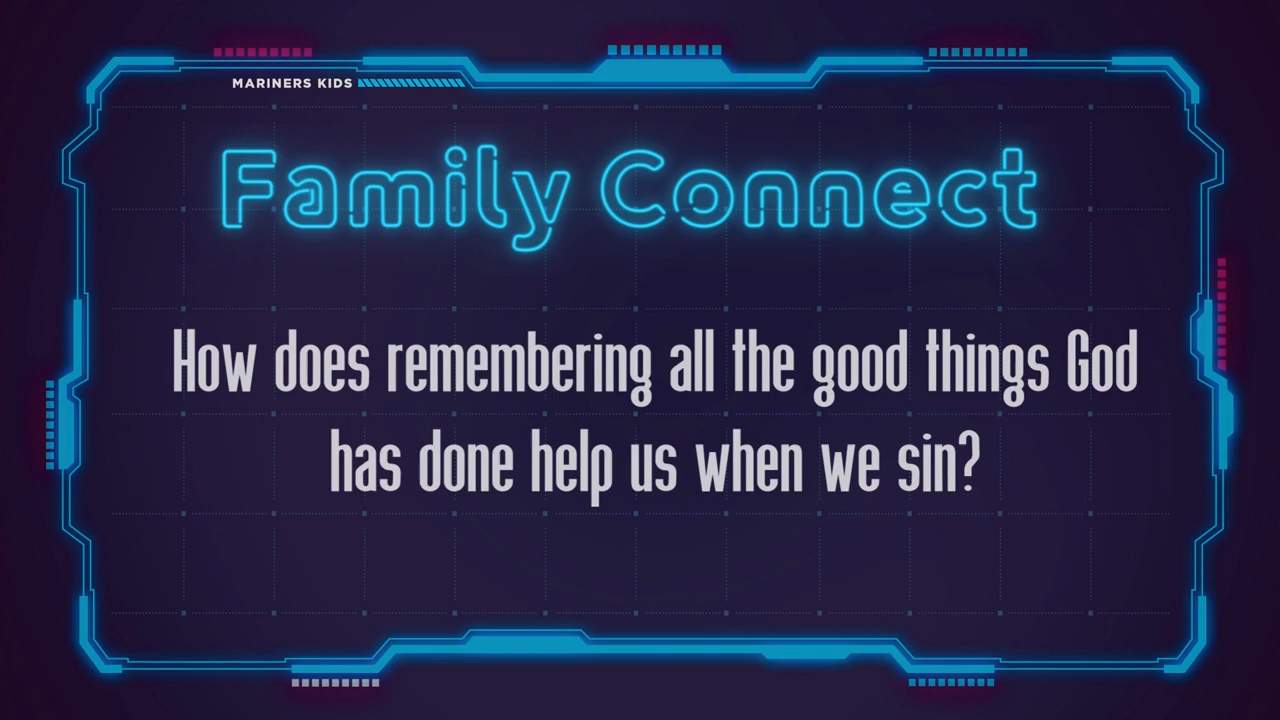 MARINERS KIDS
Family Connect
How does remembering all the good things God
has done help us when we sin?